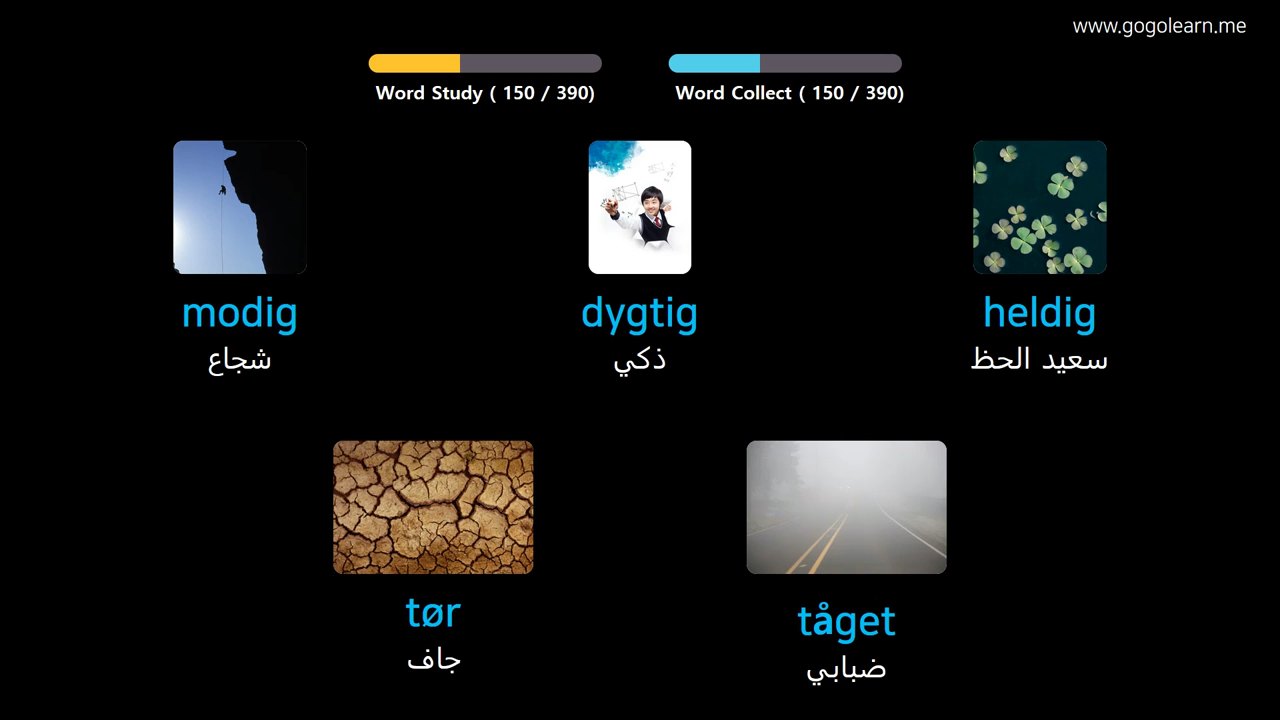 www.gogolearn.me
Word Study ( 150 / 390)
Word Collect ( 150 / 390)
modig
شجاع
dygtig
ذكي
heldig
سعيد الحظ
tør
جاف
tåget
ضبابي